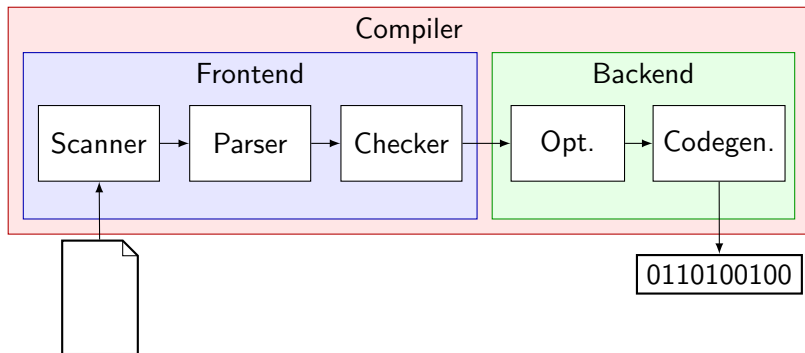 Compiler
Frontend
Backend
Scanner
Parser
Checker
Opt.
Codegen.
0110100100